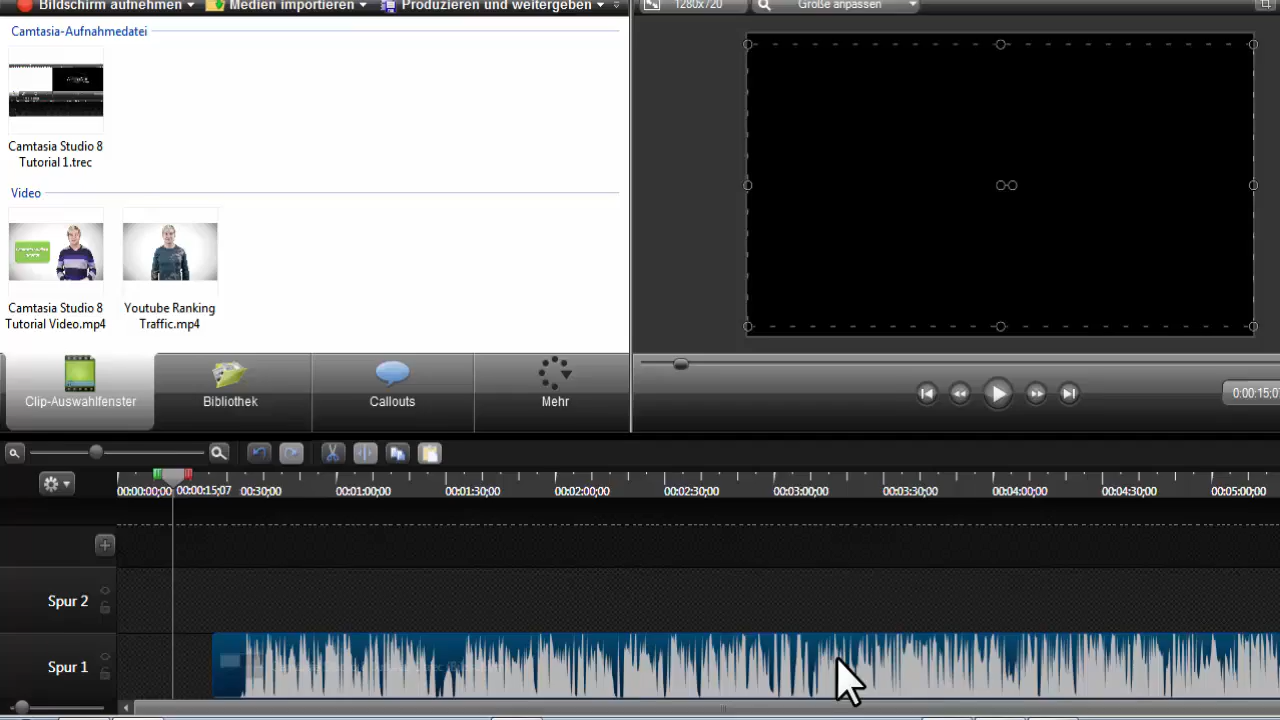 Bildschirm aufnehmen Medien importieren Produzieren und weitergeben
1280x720 Größe anpassen
Camtasia-Aufnahmedatei
Camtasia Studio 8
Tutorial 1.trec
Video
Camtasia Studio 8
Tutorial Video.mp4
Youtube Ranking
Traffic.mp4
Clip-Auswahlfenster Bibliothek Callouts Mehr
0:00:15;07
00:00:00;00 00:00:15;07 00:30;00 00:01:00;00 00:01:30;00 00:02:00;00 00:02:30;00 00:03:00;00 00:03:30;00 00:04:00;00 00:04:30;00 00:05:00;00
Spur 2
Spur 1